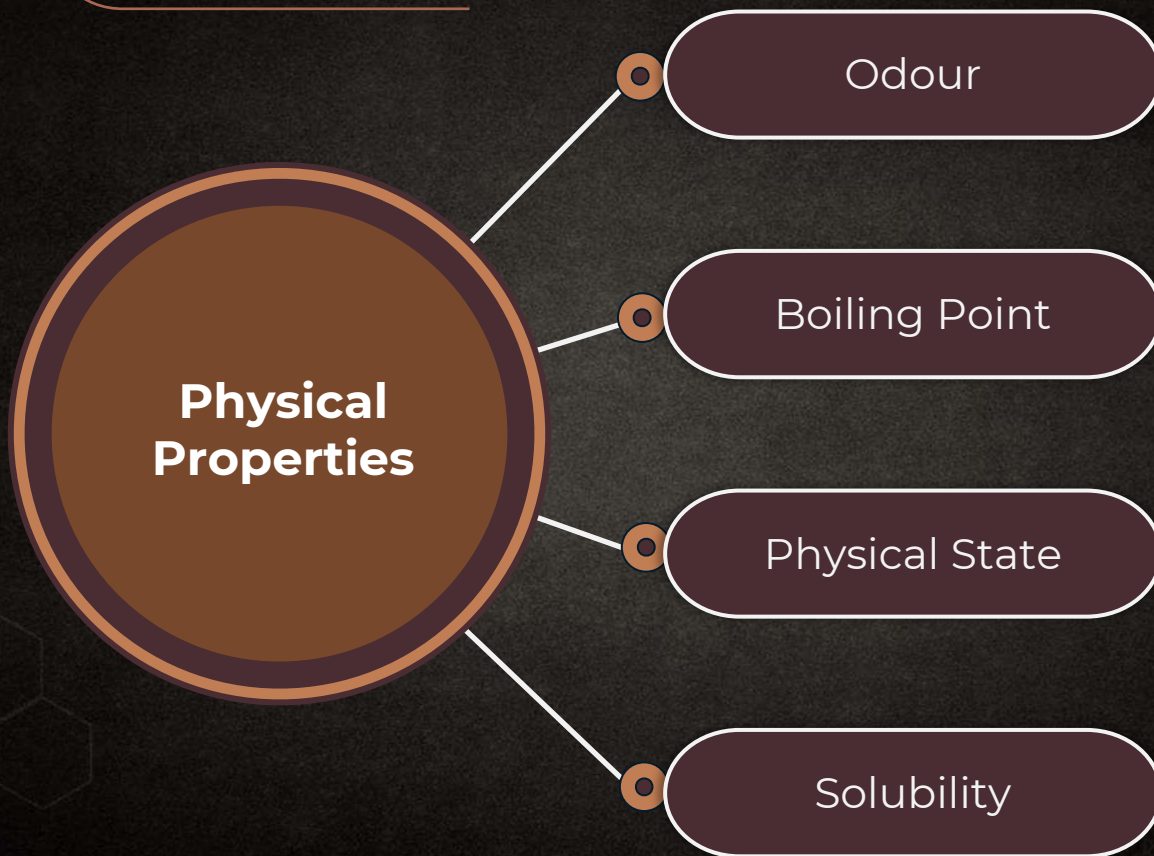 Odour
Boiling Point
Physical
Properties
Physical State
Solubility